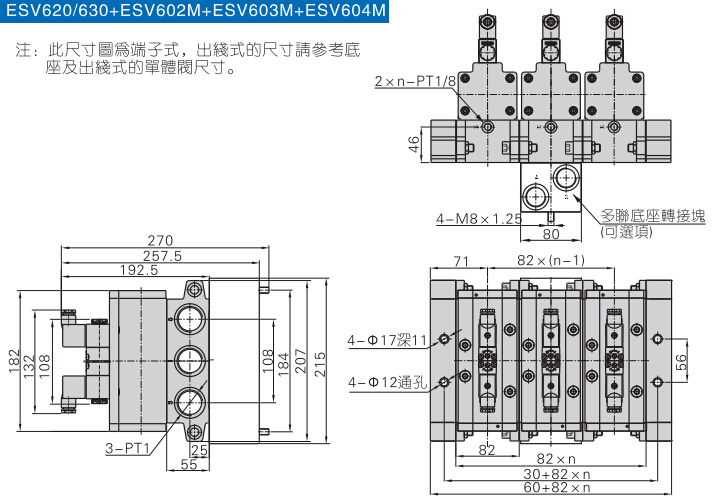 ESV620/630+ESV602M+ESV603M+ESV604M
注：此尺寸圖爲端子式，出綫式的尺寸請參考底
座及出綫式的單體閥尺寸。
2×n-PT1/8
46
4-M8×1.25
80
多聯底座轉接塊
(可選項)
270
257.5
192.5
182
132
108
108
184
207
215
3-PT1
25
55
71
82×(n-1)
4-Φ17深11
4-Φ12通孔
56
82
82×n
30+82×n
60+82×n